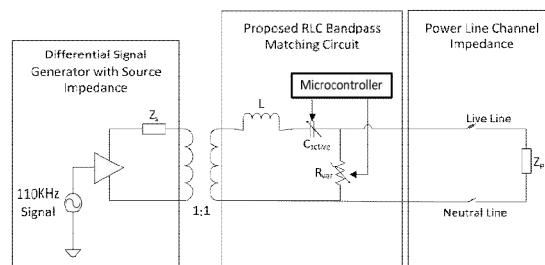 Differential Signal
Generator with Source
Impedance
Zs
110KHz
Signal
1:1
Proposed RLC Bandpass
Matching Circuit
Microcontroller
L
Cactive
Rvar
Power Line Channel
Impedance
Live Line
Zp
Neutral Line